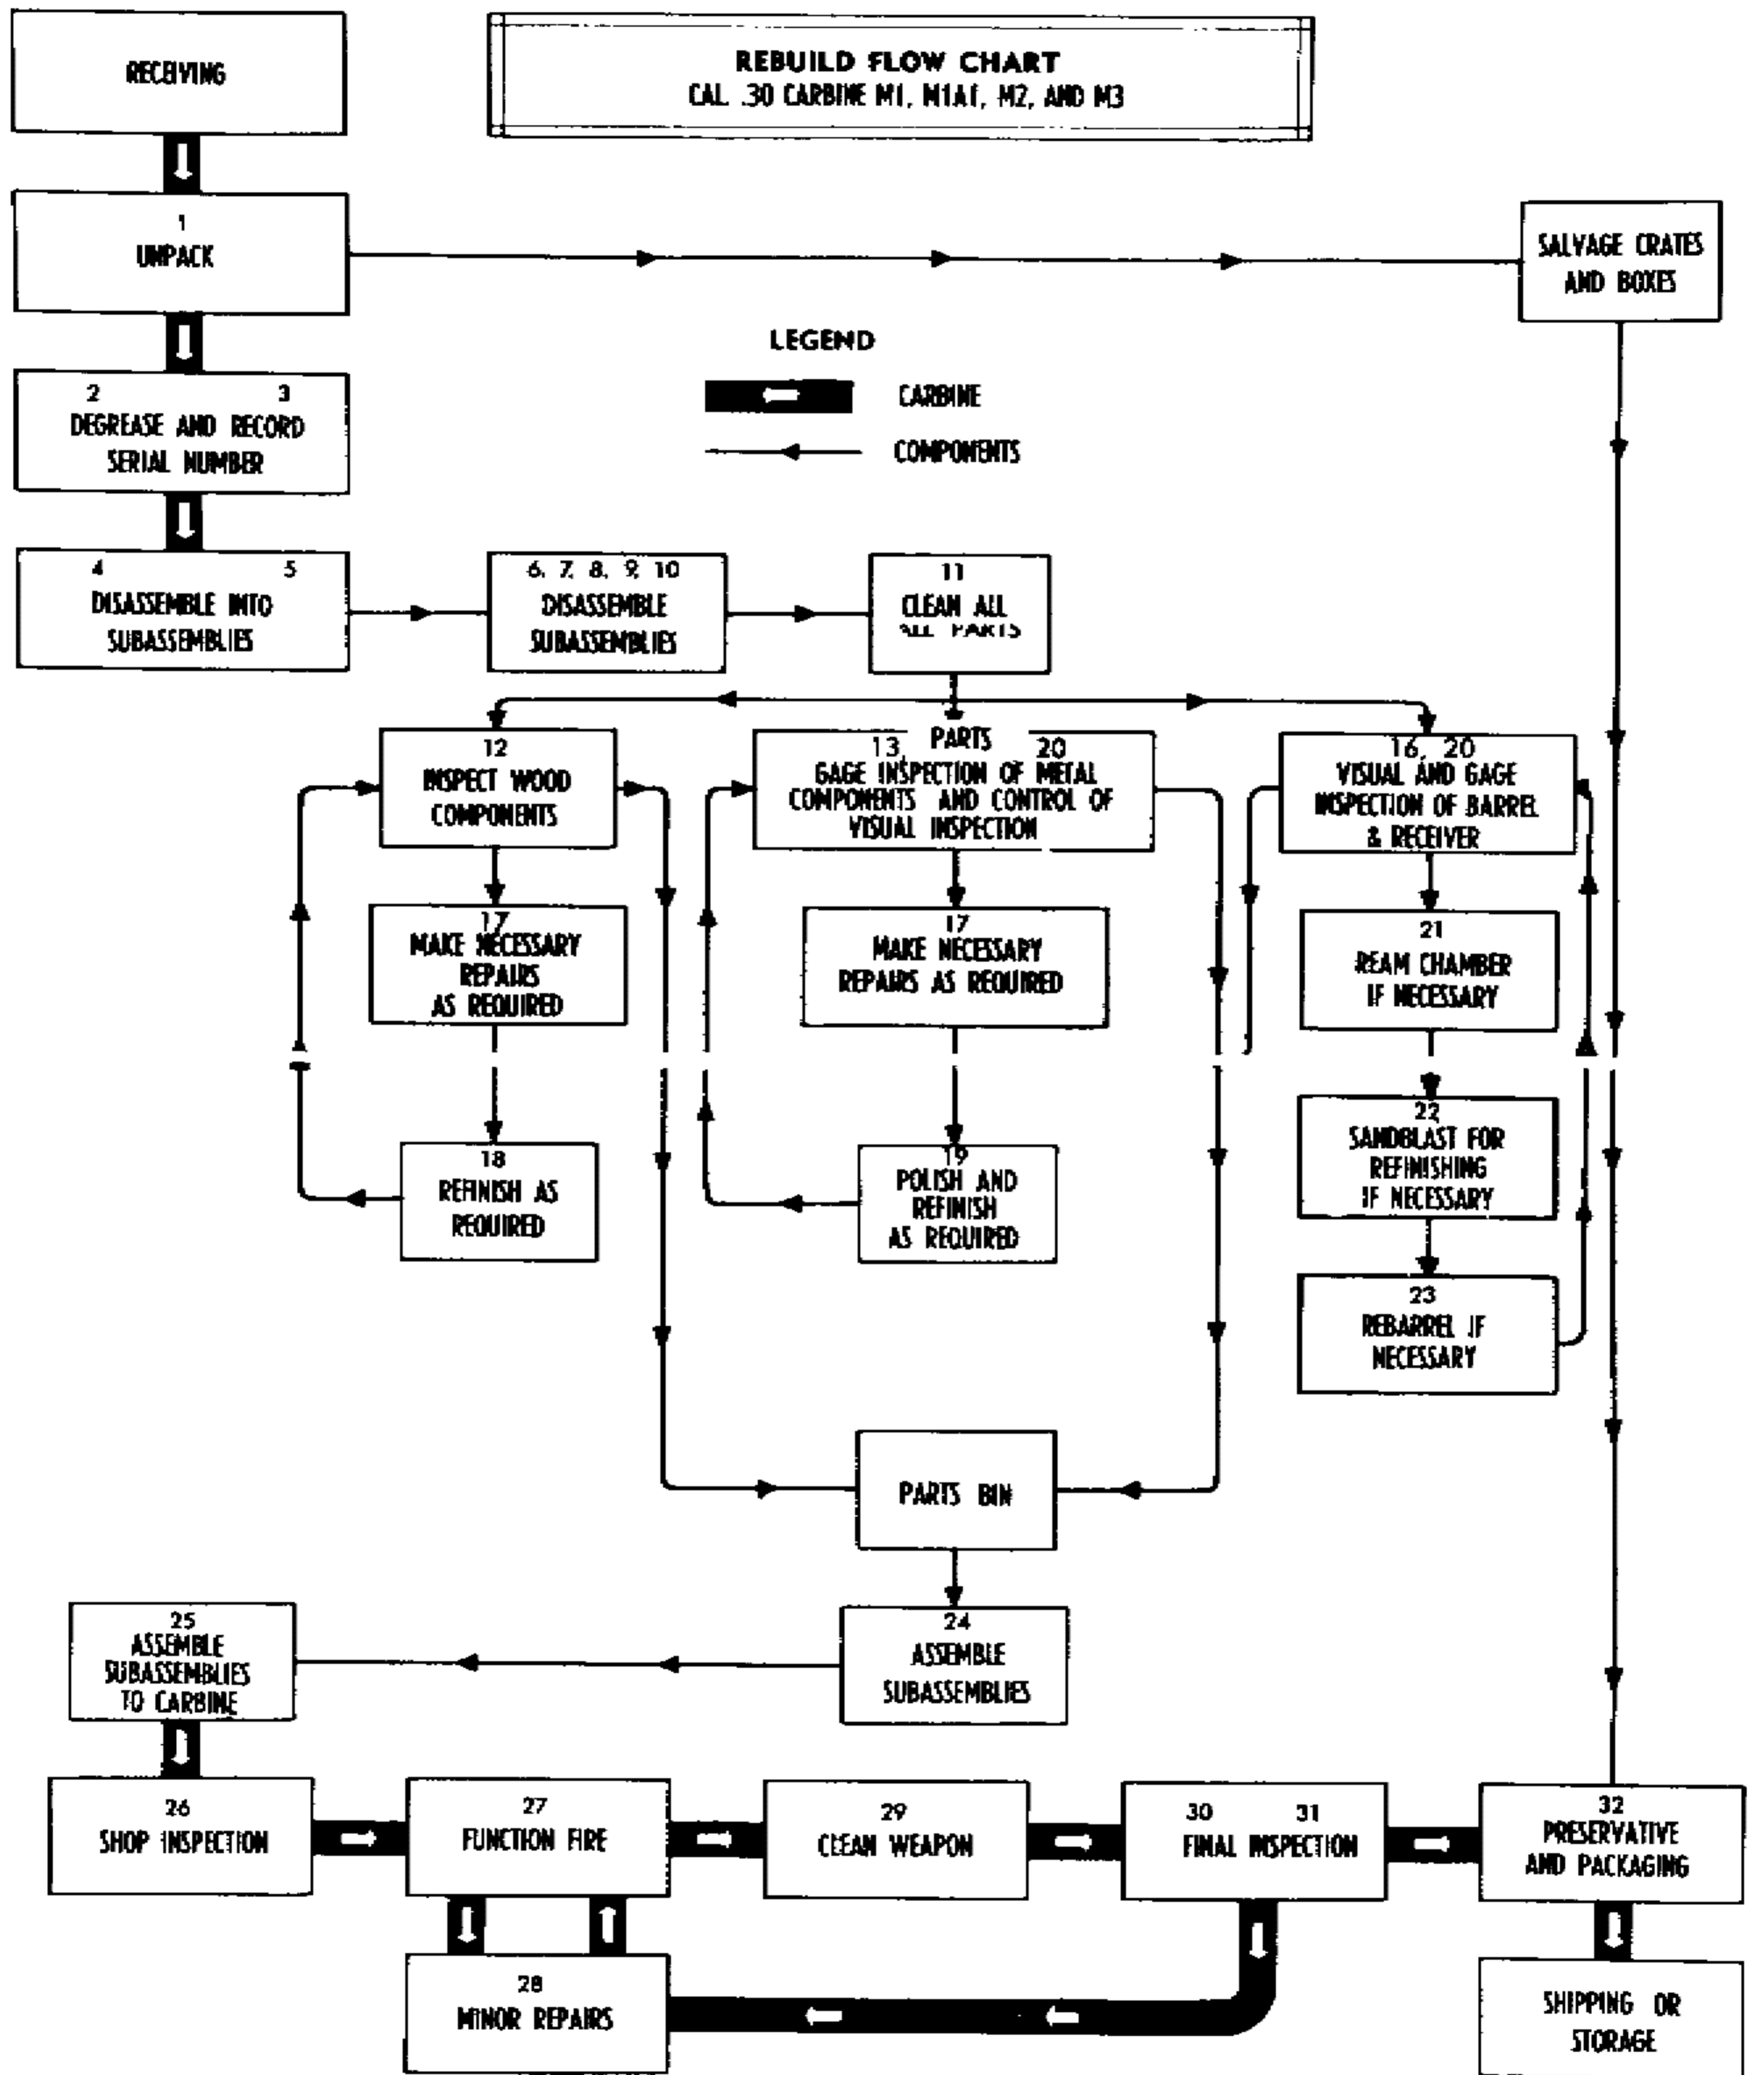 RECEIVING
REBUILD FLOW CHART
CAL. .30 CARBINE M1, M1A1, M2, AND M3
1
UNPACK
SALVAGE CRATES
AND BOXES
LEGEND
CARBINE
COMPONENTS
2 3
DEGREASE AND RECORD
SERIAL NUMBER
4 5
DISASSEMBLE INTO
SUBASSEMBLIES
6, 7, 8, 9, 10
DISASSEMBLE
SUBASSEMBLIES
11
CLEAN ALL
ALL PARTS
12
INSPECT WOOD
COMPONENTS
PARTS
13, 20
GAGE INSPECTION OF METAL
COMPONENTS AND CONTROL OF
VISUAL INSPECTION
16, 20
VISUAL AND GAGE
INSPECTION OF BARREL
& RECEIVER
17
MAKE NECESSARY
REPAIRS
AS REQUIRED
17
MAKE NECESSARY
REPAIRS AS REQUIRED
21
REAM CHAMBER
IF NECESSARY
18
REFINISH AS
REQUIRED
19
POLISH AND
REFINISH
AS REQUIRED
22
SANDBLAST FOR
REFINISHING
IF NECESSARY
23
REBARREL IF
NECESSARY
PARTS BIN
24
ASSEMBLE
SUBASSEMBLIES
25
ASSEMBLE
SUBASSEMBLIES
TO CARBINE
26
SHOP INSPECTION
27
FUNCTION FIRE
29
CLEAN WEAPON
30 31
FINAL INSPECTION
32
PRESERVATIVE
AND PACKAGING
28
MINOR REPAIRS
SHIPPING OR
STORAGE